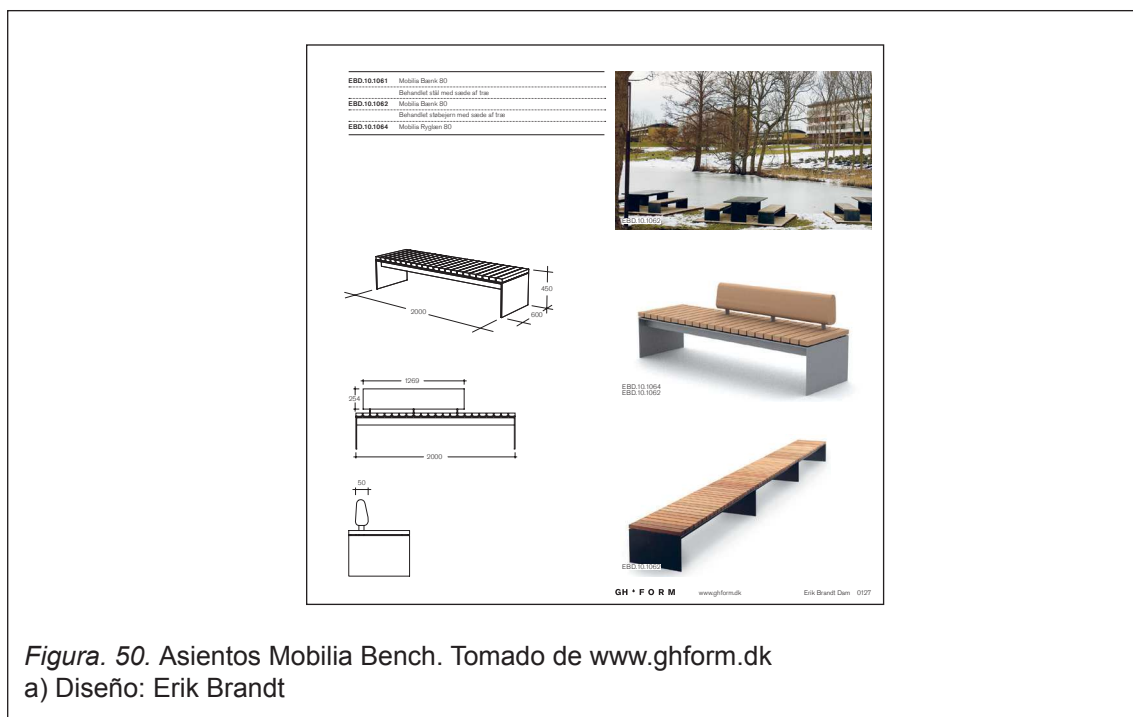 EBD.10.1061 Mobilia Bænk 80
Behandlet stål med sæde af træ
EBD.10.1062 Mobilia Bænk 80
Behandlet støbejern med sæde af træ
EBD.10.1064 Mobilia Ryglæn 80
EBD.10.1062
450
600
2000
EBD.10.1064
EBD.10.1062
1269
254
2000
50
EBD.10.1062
GH FORM www.ghform.dk Erik Brandt Dam 0127
Figura. 50. Asientos Mobilia Bench. Tomado de www.ghform.dk
a) Diseño: Erik Brandt